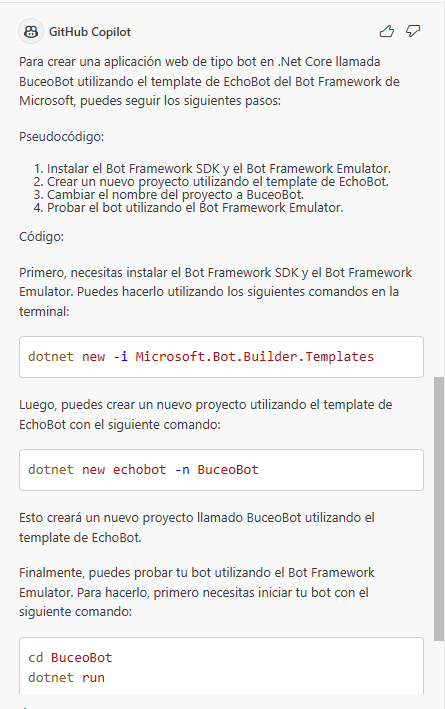 GitHub Copilot
Para crear una aplicación web de tipo bot en .Net Core llamada
BuceoBot utilizando el template de EchoBot del Bot Framework de
Microsoft, puedes seguir los siguientes pasos:
Pseudocódigo:
1. Instalar el Bot Framework SDK y el Bot Framework Emulator.
2. Crear un nuevo proyecto utilizando el template de EchoBot.
3. Cambiar el nombre del proyecto a BuceoBot.
4. Probar el bot utilizando el Bot Framework Emulator.
Código:
Primero, necesitas instalar el Bot Framework SDK y el Bot Framework
Emulator. Puedes hacerlo utilizando los siguientes comandos en la
terminal:
dotnet new -i Microsoft.Bot.Builder.Templates
Luego, puedes crear un nuevo proyecto utilizando el template de
EchoBot con el siguiente comando:
dotnet new echobot -n BuceoBot
Esto creará un nuevo proyecto llamado BuceoBot utilizando el
template de EchoBot.
Finalmente, puedes probar tu bot utilizando el Bot Framework
Emulator. Para hacerlo, primero necesitas iniciar tu bot con el
siguiente comando:
cd BuceoBot
dotnet run